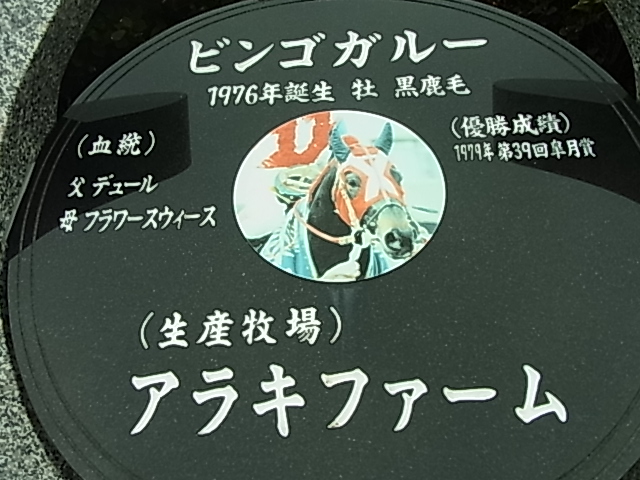 ビンゴガルー
1976年誕生 牡 黒鹿毛
(血統)
父 デュール
母 フラワースウィース
(優勝成績)
1979年 第39回皐月賞
(生産牧場)
アラキファーム